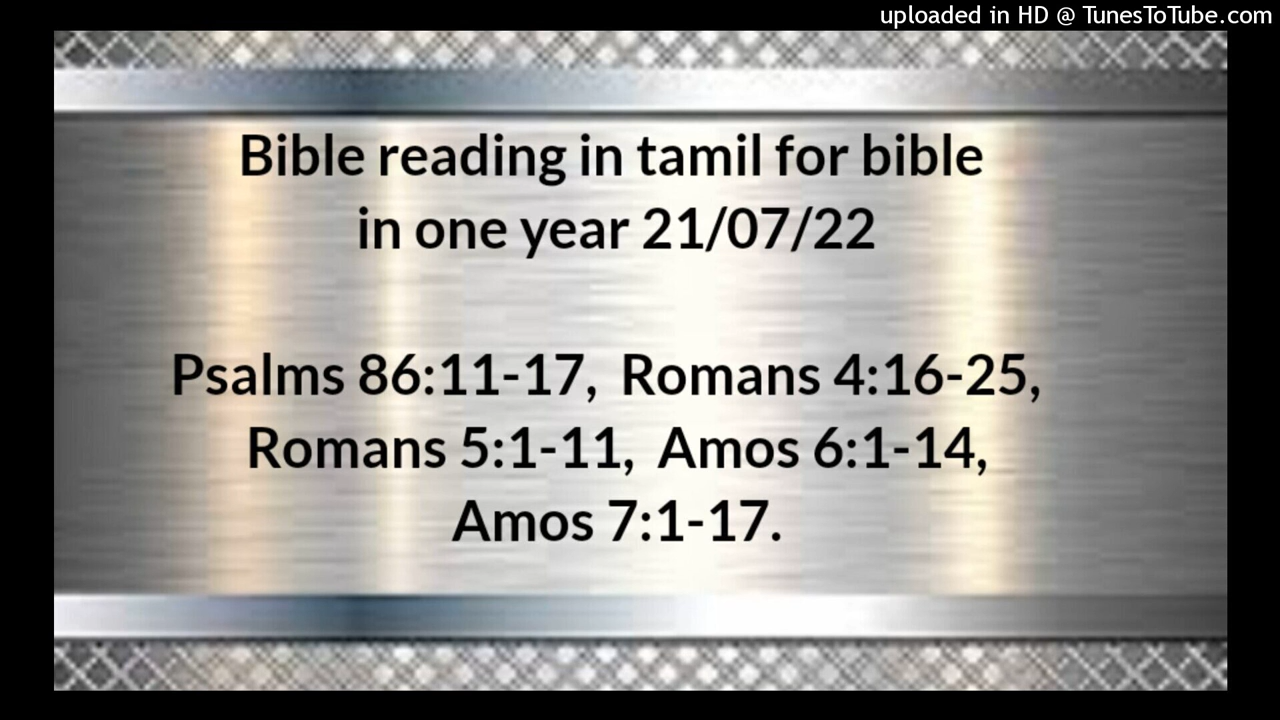 uploaded in HD @ TunesToTube.com
Bible reading in tamil for bible
in one year 21/07/22
Psalms 86:11-17, Romans 4:16-25,
Romans 5:1-11, Amos 6:1-14,
Amos 7:1-17.